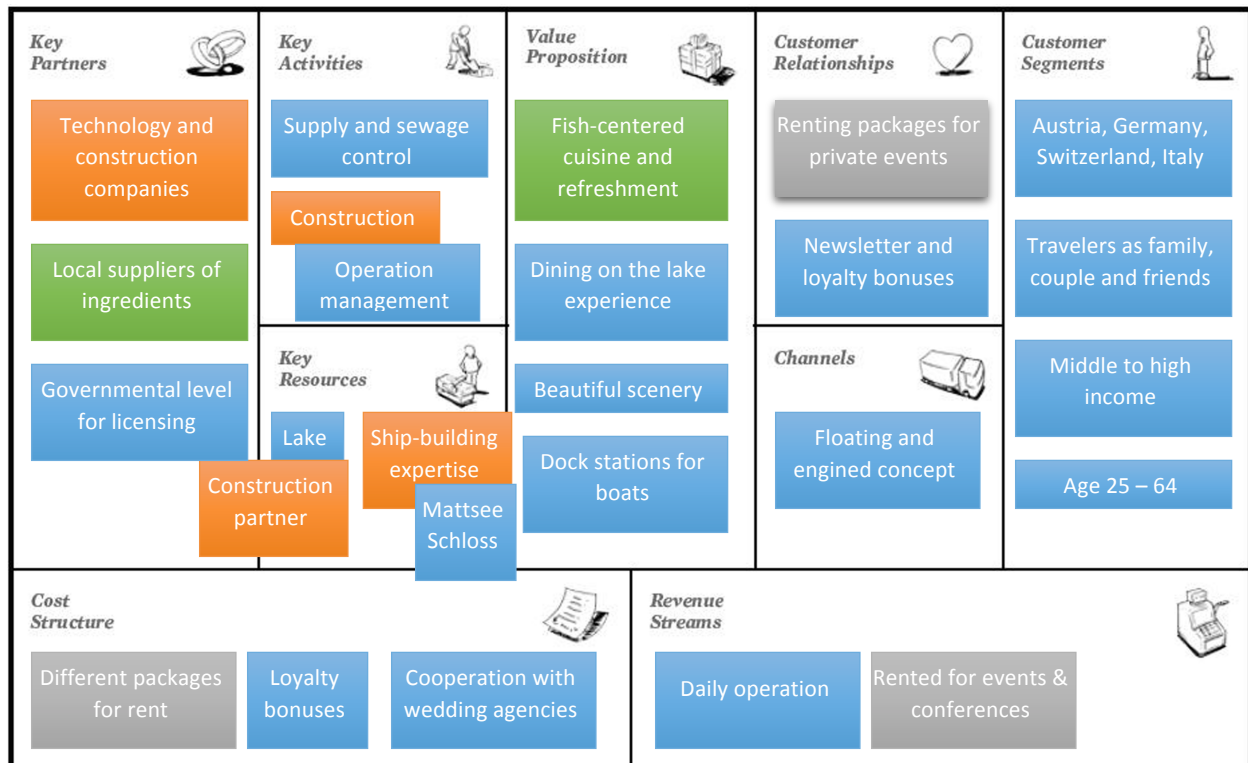 Key
Partners
Technology and
construction
companies
Local suppliers of
ingredients
Governmental level
for licensing
Key
Activities
Supply and sewage
control
Construction
Operation
management
Key
Resources
Lake
Ship-building
expertise
Construction
partner
Mattsee
Schloss
Value
Proposition
Fish-centered
cuisine and
refreshment
Dining on the lake
experience
Beautiful scenery
Dock stations for
boats
Customer
Relationships
Renting packages for
private events
Newsletter and
loyalty bonuses
Channels
Floating and
engined concept
Customer
Segments
Austria, Germany,
Switzerland, Italy
Travelers as family,
couple and friends
Middle to high
income
Age 25 – 64
Cost
Structure
Different packages
for rent
Loyalty
bonuses
Cooperation with
wedding agencies
Revenue
Streams
Daily operation
Rented for events &
conferences